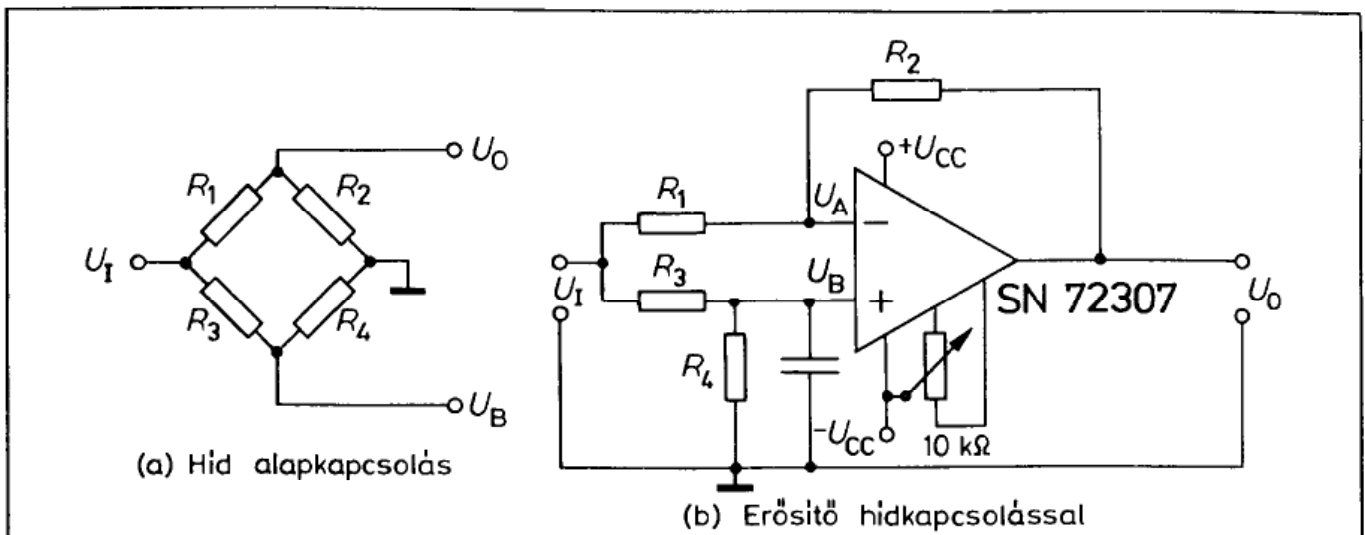 R1
R2
R3
R4
UI
UO
UB
(a) Híd alapkapcsolás
R2
+UCC
R1
UA
R3
UB
UI
SN 72307
UO
R4
-UCC
10 kΩ
(b) Erősítő hídkapcsolással